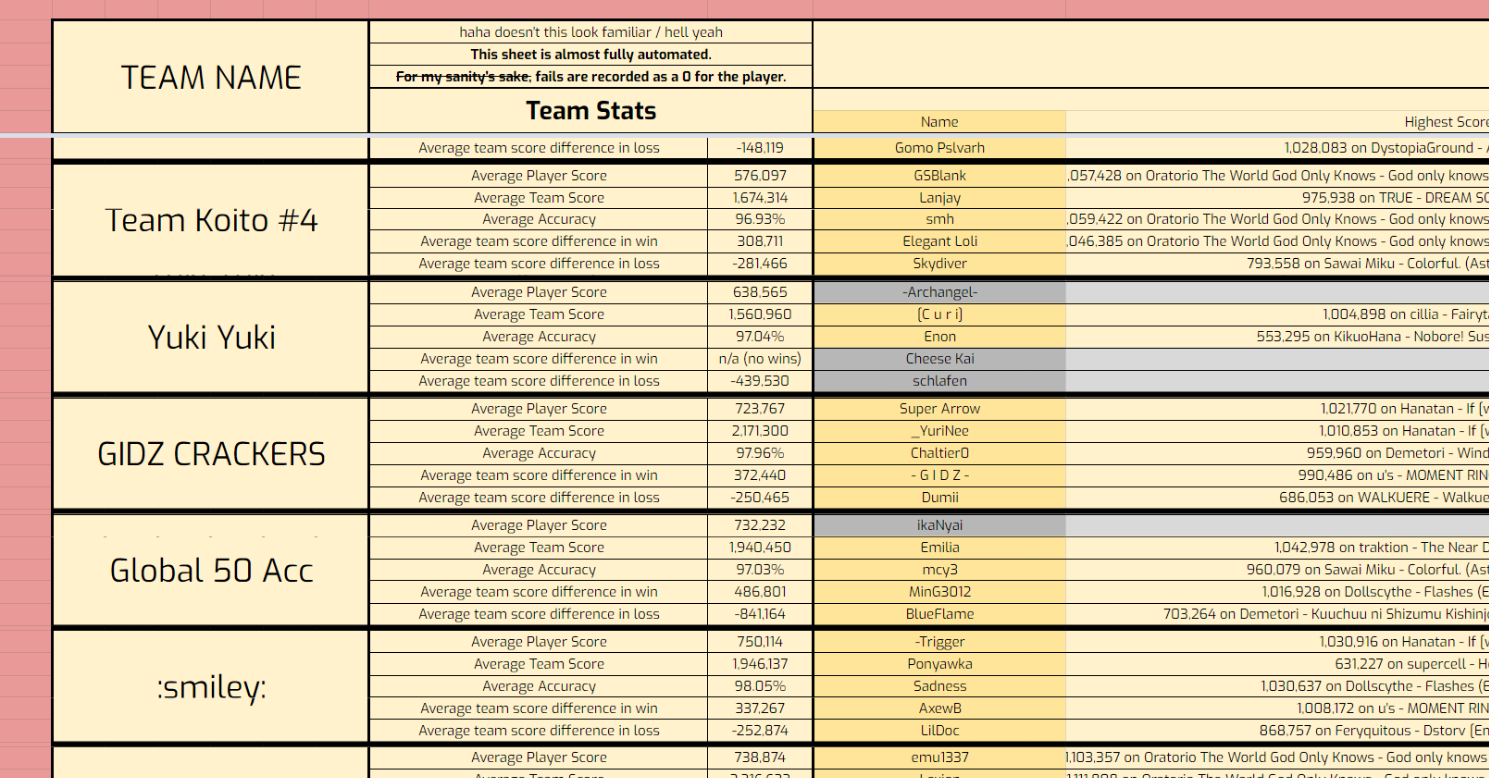 TEAM NAME
haha doesn't this look familiar / hell yeah
This sheet is almost fully automated.
For my sanity's sake, fails are recorded as a 0 for the player.
Team Stats
Name Highest Score
Average team score difference in loss -148,119 Gomo Pslvarh 1,028,083 on DystopiaGround -
Team Koito #4
Average Player Score 576,097 GSBlank ,057,428 on Oratorio The World God Only Knows - God only knows
Average Team Score 1,674,314 Lanjay 975,938 on TRUE - DREAM
Average Accuracy 96.93% smh ,059,422 on Oratorio The World God Only Knows - God only knows
Average team score difference in win 308,711 Elegant Loli ,046,385 on Oratorio The World God Only Knows - God only knows
Average team score difference in loss -281,466 Skydiver 793,558 on Sawai Miku - Colorful. (Ast
Yuki Yuki
Average Player Score 638,565 -Archangel-
Average Team Score 1,560,960 [C u r i] 1,004,898 on cillia - Fairyt
Average Accuracy 97.04% Enon 553,295 on KikuoHana - Nobore! Sus
Average team score difference in win n/a (no wins) Cheese Kai
Average team score difference in loss -439,530 schlafen
GIDZ CRACKERS
Average Player Score 723,767 Super Arrow 1,021,770 on Hanatan - If [w
Average Team Score 2,171,300 _YuriNee 1,010,853 on Hanatan - If [w
Average Accuracy 97.96% Chaltier0 959,960 on Demetori - Wind
Average team score difference in win 372,440 - G I D Z - 990,486 on u's - MOMENT RIN
Average team score difference in loss -250,465 Dumii 686,053 on WALKUERE - Walkue
Global 50 Acc
Average Player Score 732,232 ikaNyai
Average Team Score 1,940,450 Emilia 1,042,978 on traktion - The Near D
Average Accuracy 97.03% mcy3 960,079 on Sawai Miku - Colorful. (Ast
Average team score difference in win 486,801 MinG3012 1,016,928 on Dollscythe - Flashes (E
Average team score difference in loss -841,164 BlueFlame 703,264 on Demetori - Kuuchuu ni Shizumu Kishinj
:smiley:
Average Player Score 750,114 -Trigger 1,030,916 on Hanatan - If [w
Average Team Score 1,946,137 Ponyawka 631,227 on supercell - H
Average Accuracy 98.05% Sadness 1,030,637 on Dollscythe - Flashes (E
Average team score difference in win 337,267 AxewB 1,008,172 on u's - MOMENT RIN
Average team score difference in loss -252,874 LilDoc 868,757 on Feryquitous - Dstorv [En
Average Player Score 738,874 emu1337 1,103,357 on Oratorio The World God Only Knows - God only knows
Average Team Score